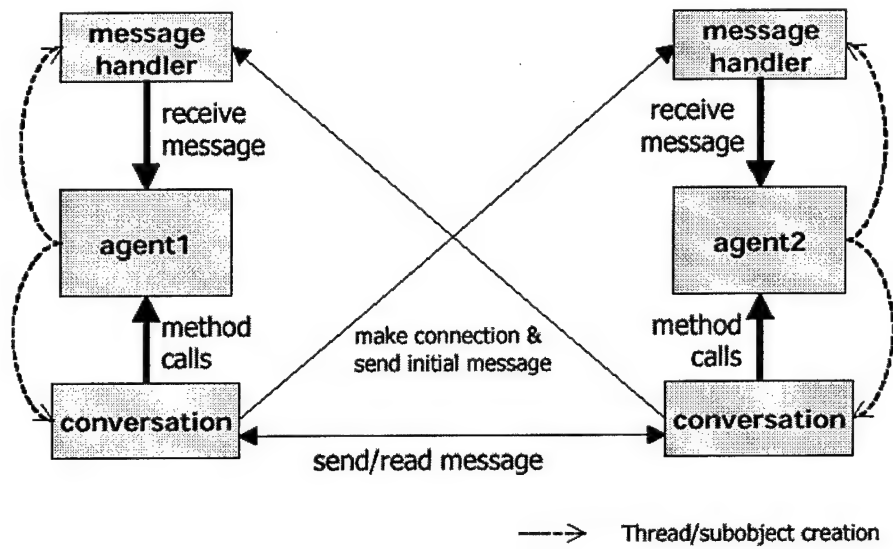 message
handler
message
handler
receive
message
receive
message
agent1
agent2
method
calls
make connection &
send initial message
method
calls
conversation
conversation
send/read message
Thread/subobject creation